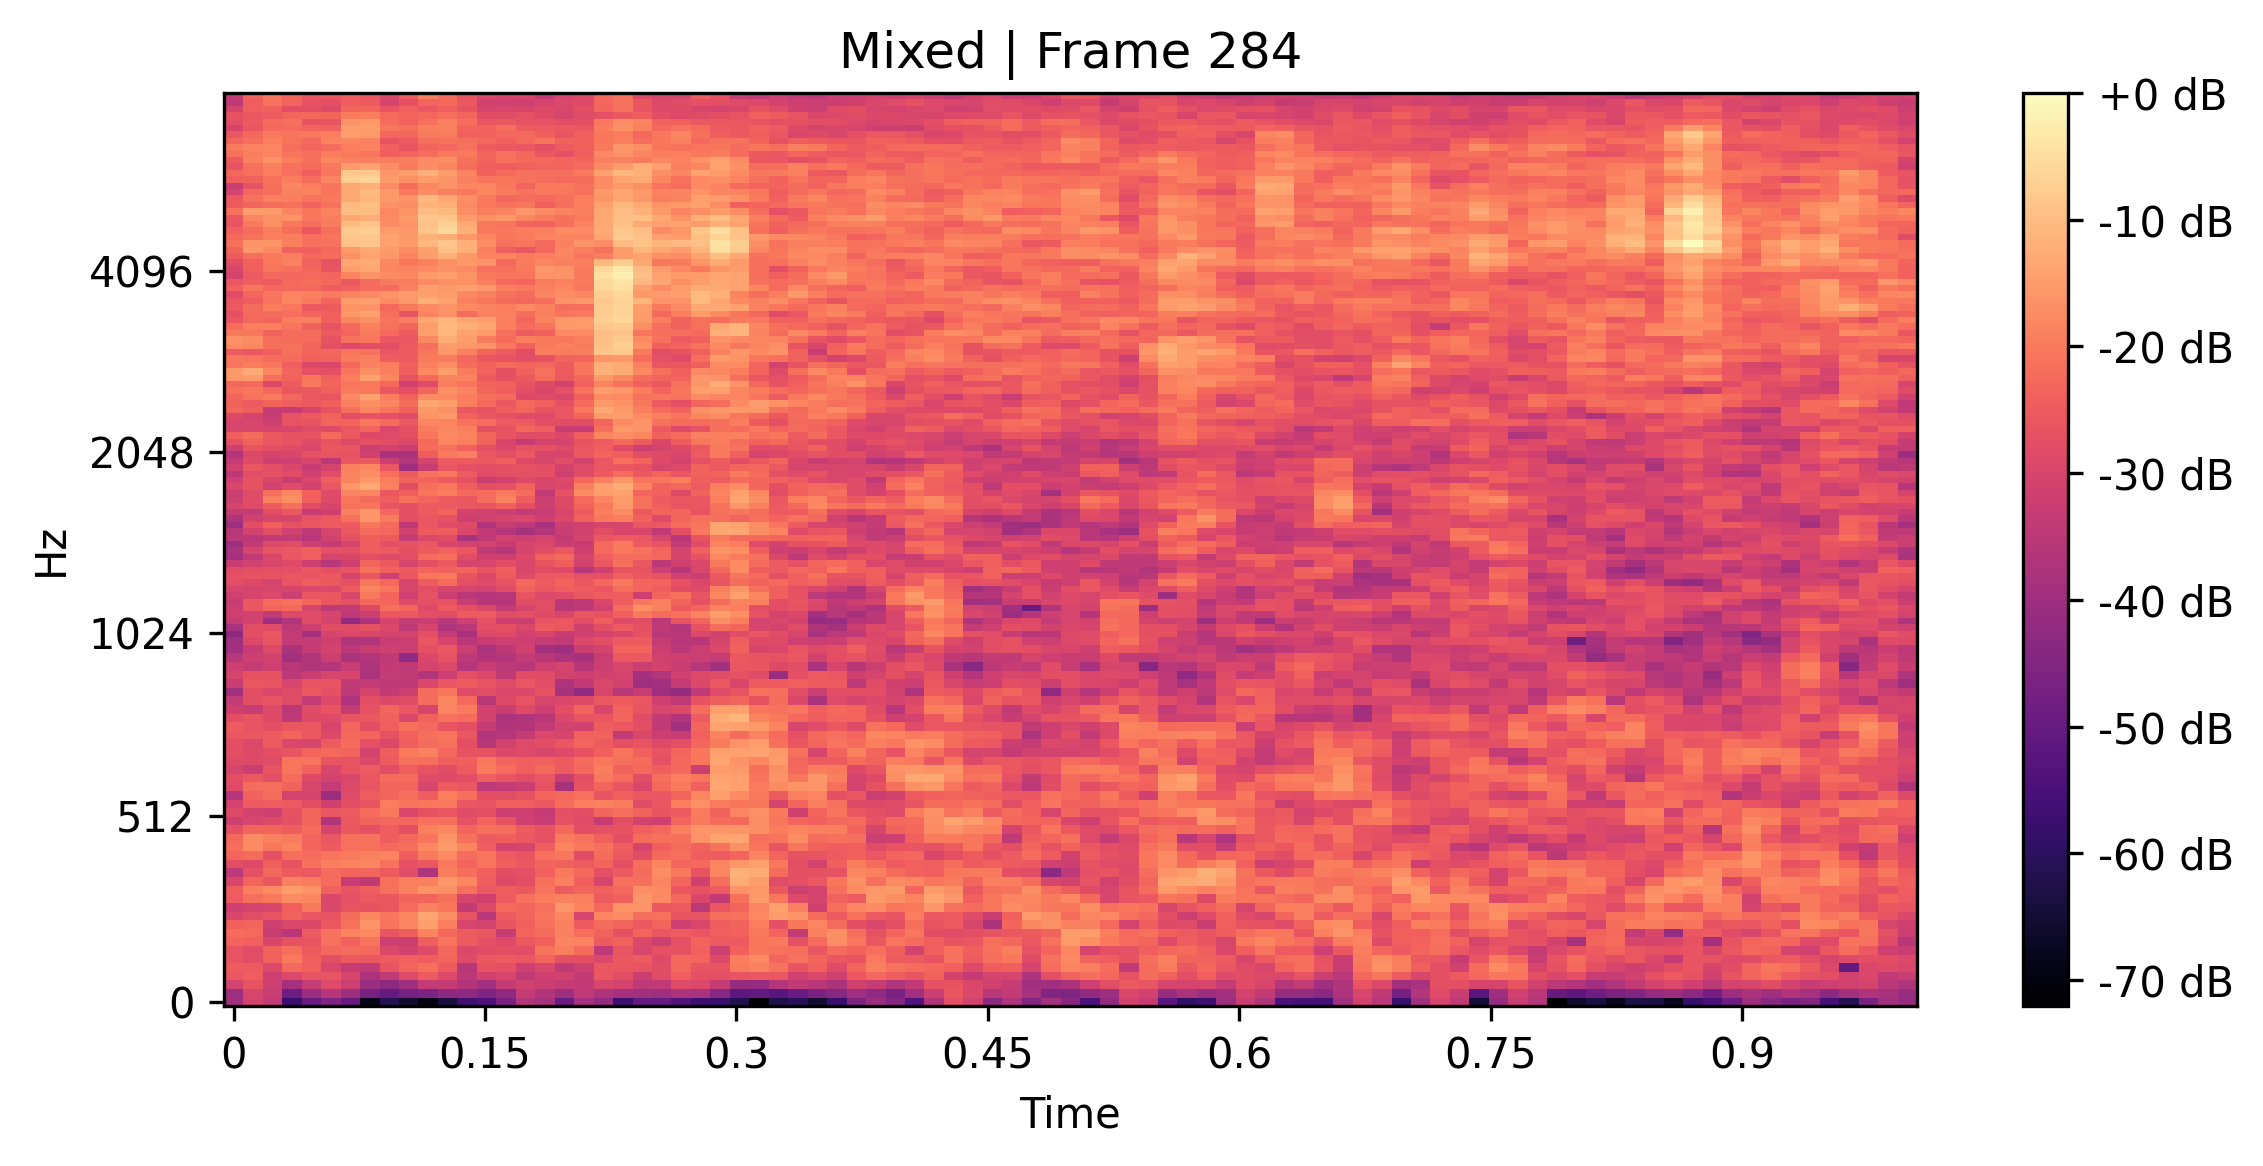 Mixed | Frame 284
Hz
4096
2048
1024
512
0
0 0.15 0.3 0.45 0.6 0.75 0.9
Time
+0 dB
-10 dB
-20 dB
-30 dB
-40 dB
-50 dB
-60 dB
-70 dB